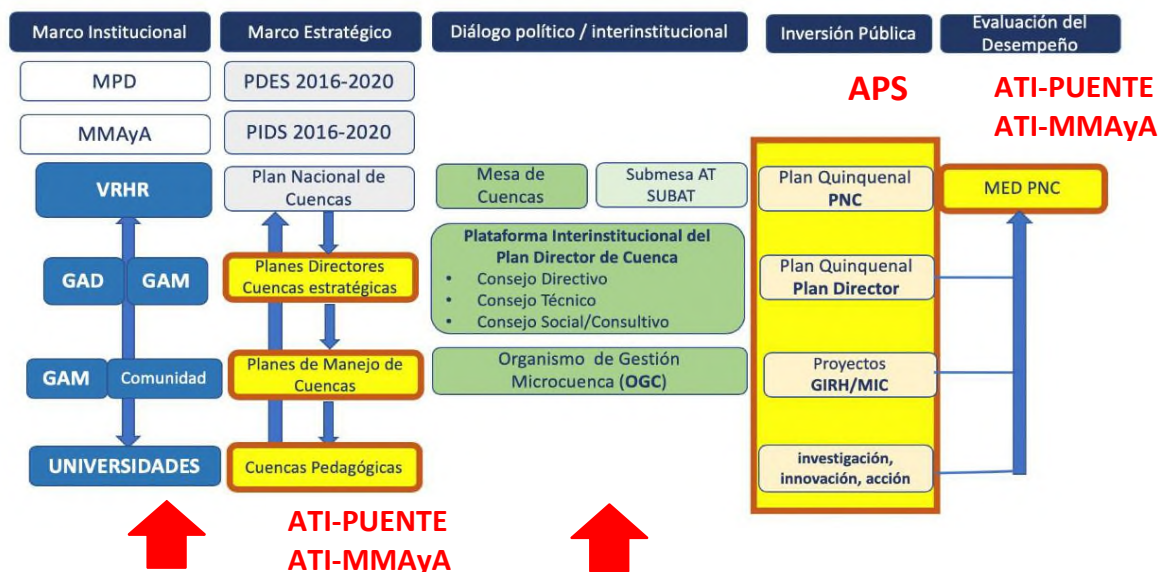 Marco Institucional
Marco Estratégico
Diálogo político / interinstitucional
Inversión Pública
Evaluación del
Desempeño
MPD
PDES 2016-2020
APS
ATI-PUENTE
ATI-MMAyA
MMAyA
PIDS 2016-2020
VRHR
Plan Nacional de
Cuencas
Mesa de
Cuencas
Submesa AT
SUBAT
Plan Quinquenal
PNC
MED PNC
GAD
GAM
Planes Directores
Cuencas estratégicas
Plataforma Interinstitucional del
Plan Director de Cuenca
• Consejo Directivo
• Consejo Técnico
• Consejo Social/Consultivo
Plan Quinquenal
Plan Director
GAM
Comunidad
Planes de Manejo de
Cuencas
Organismo de Gestión
Microcuenca (OGC)
Proyectos
GIRH/MIC
UNIVERSIDADES
Cuencas Pedagógicas
investigación,
innovación, acción
ATI-PUENTE
ATI-MMAyA